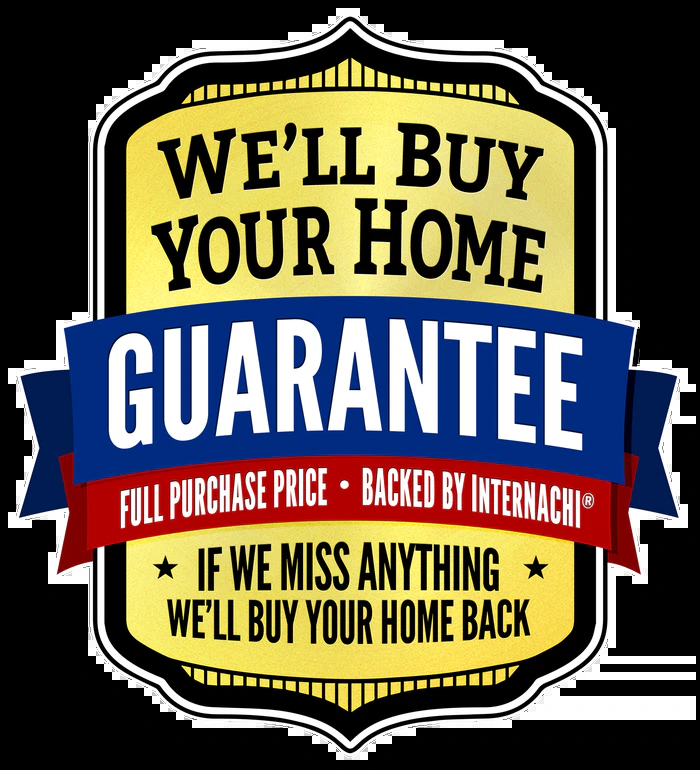 WE'LL BUY
YOUR HOME
GUARANTEE
FULL PURCHASE PRICE • BACKED BY INTERNACHI®
★ IF WE MISS ANYTHING ★
WE'LL BUY YOUR HOME BACK